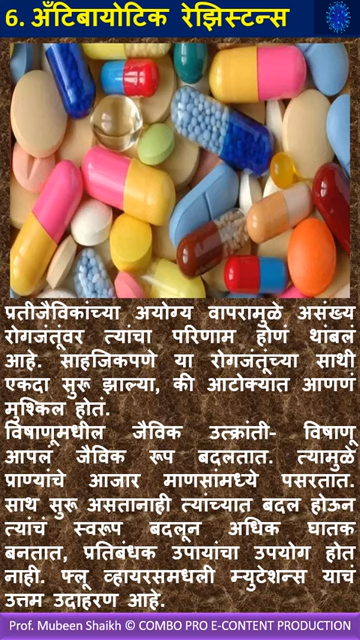 6. अँटिबायोटिक रेझिस्टन्स
प्रतीजैविकांच्या अयोग्य वापरामुळे असंख्य
रोगजंतूंवर त्यांचा परिणाम होणं थांबल
आहे. साहजिकपणे या रोगजंतूंच्या साथी
एकदा सुरू झाल्या, की आटोक्यात आणणं
मुश्किल होतं.
विषाणूमधील जैविक उत्क्रांती- विषाणू
आपलं जैविक रूप बदलतात. त्यामुळे
प्राण्यांचे आजार माणसांमध्ये पसरतात.
साथ सुरू असतानाही त्यांच्यात बदल होऊन
त्यांचं स्वरूप बदलून अधिक घातक
बनतात, प्रतिबंधक उपायांचा उपयोग होत
नाही. फ्लू व्हायरसमधली म्युटेशन्स याचं
उत्तम उदाहरण आहे.
Prof. Mubeen Shaikh © COMBO PRO E-CONTENT PRODUCTION